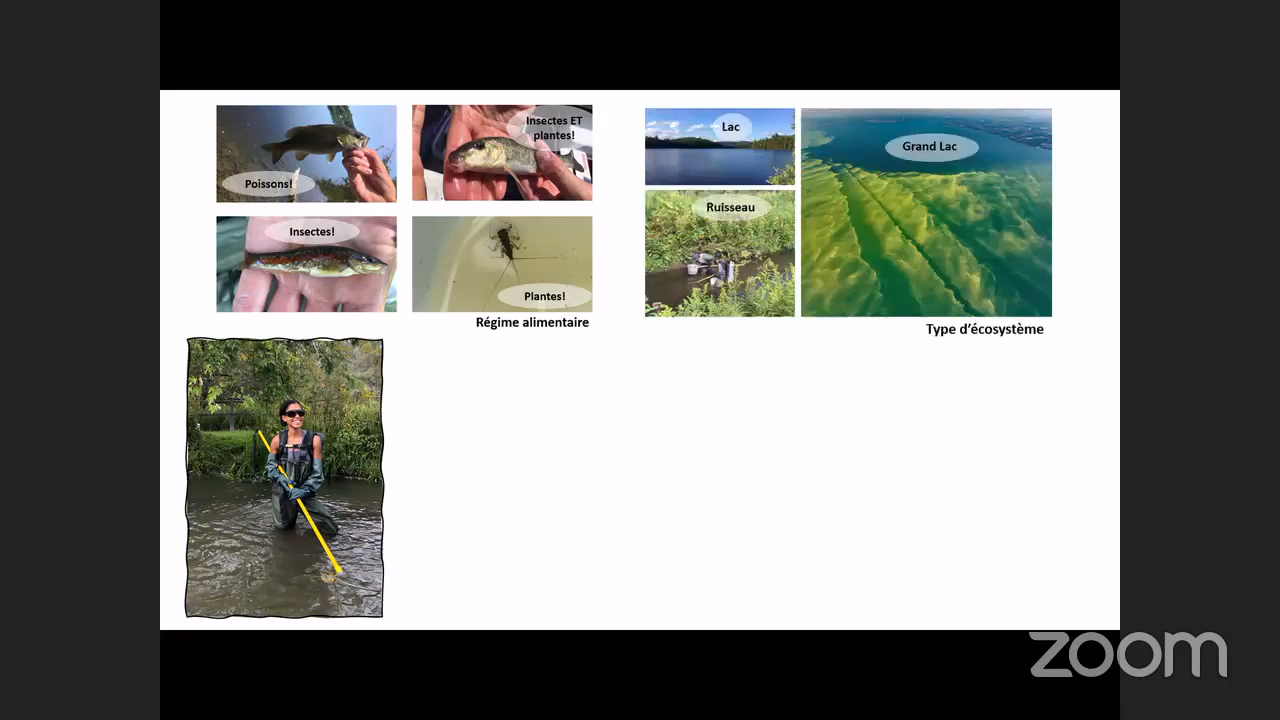 Poissons!
Insectes ET
plantes!
Insectes!
Plantes!
Régime alimentaire
Lac
Grand Lac
Ruisseau
Type d'écosystème
zoom